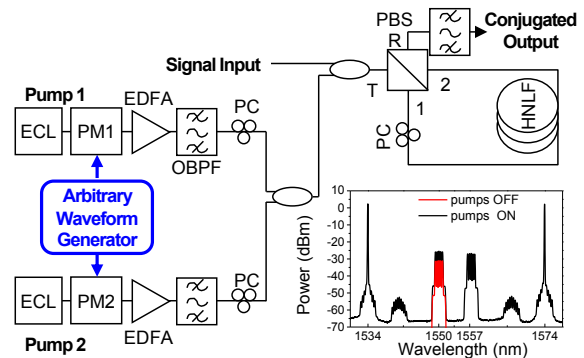 PBS
Conjugated
Output
R
Signal Input
T
2
1
HNLF
PC
Pump 1
EDFA
PC
ECL
PM1
OBPF
Arbitrary
Waveform
Generator
PC
ECL
PM2
EDFA
Pump 2
pumps OFF
pumps ON
Power (dBm)
10
0
-10
-20
-30
-40
-50
-60
-70
1534
1550
1557
1574
Wavelength (nm)